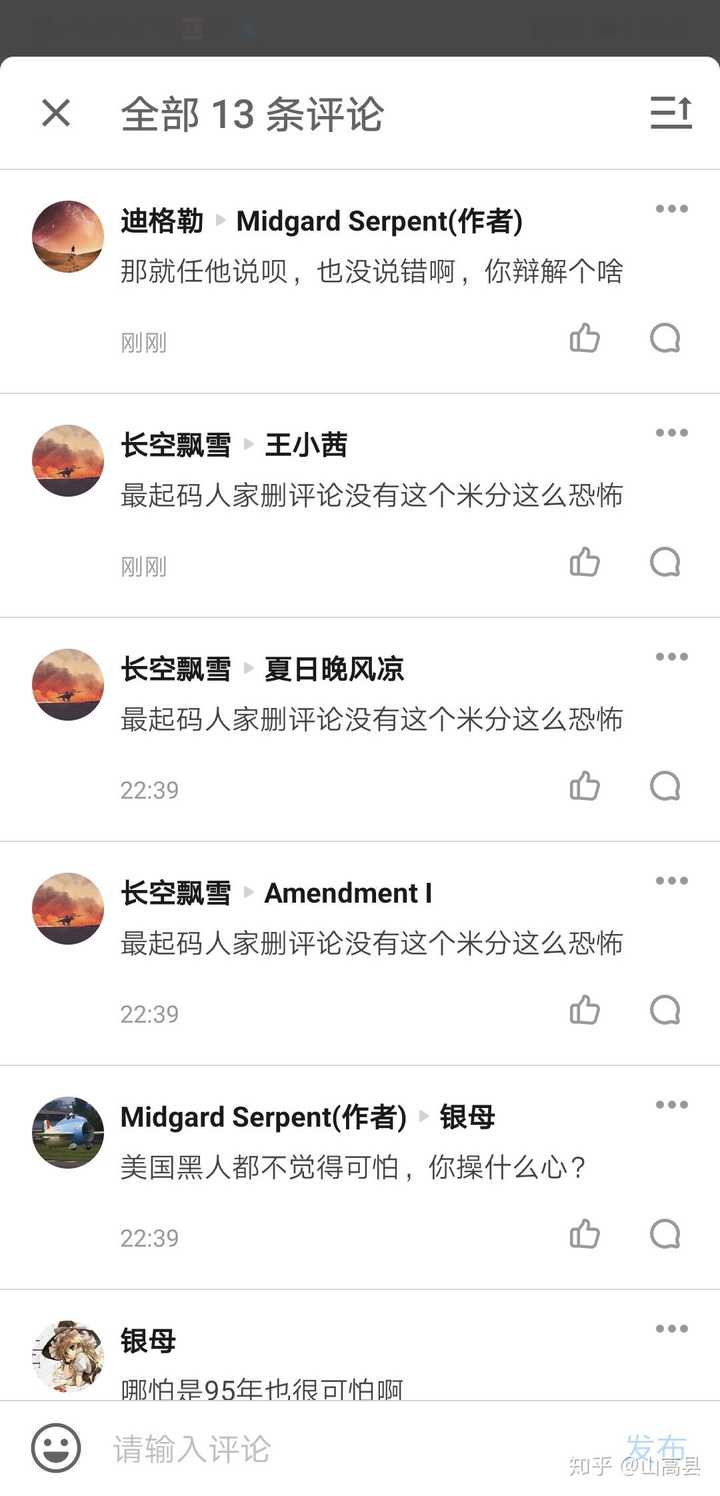 全部 13 条评论
迪格勒 ▸ Midgard Serpent(作者)
那就任他说呗，也没说错啊，你辩解个啥
刚刚
长空飘雪 ▸ 王小茜
最起码人家删评论没有这个米分这么恐怖
刚刚
长空飘雪 ▸ 夏日晚风凉
最起码人家删评论没有这个米分这么恐怖
22:39
长空飘雪 ▸ Amendment I
最起码人家删评论没有这个米分这么恐怖
22:39
Midgard Serpent(作者) ▸ 银母
美国黑人都不觉得可怕，你操什么心？
22:39
银母
哪怕是95年也很可怕啊
请输入评论
发布
知乎 @山高县